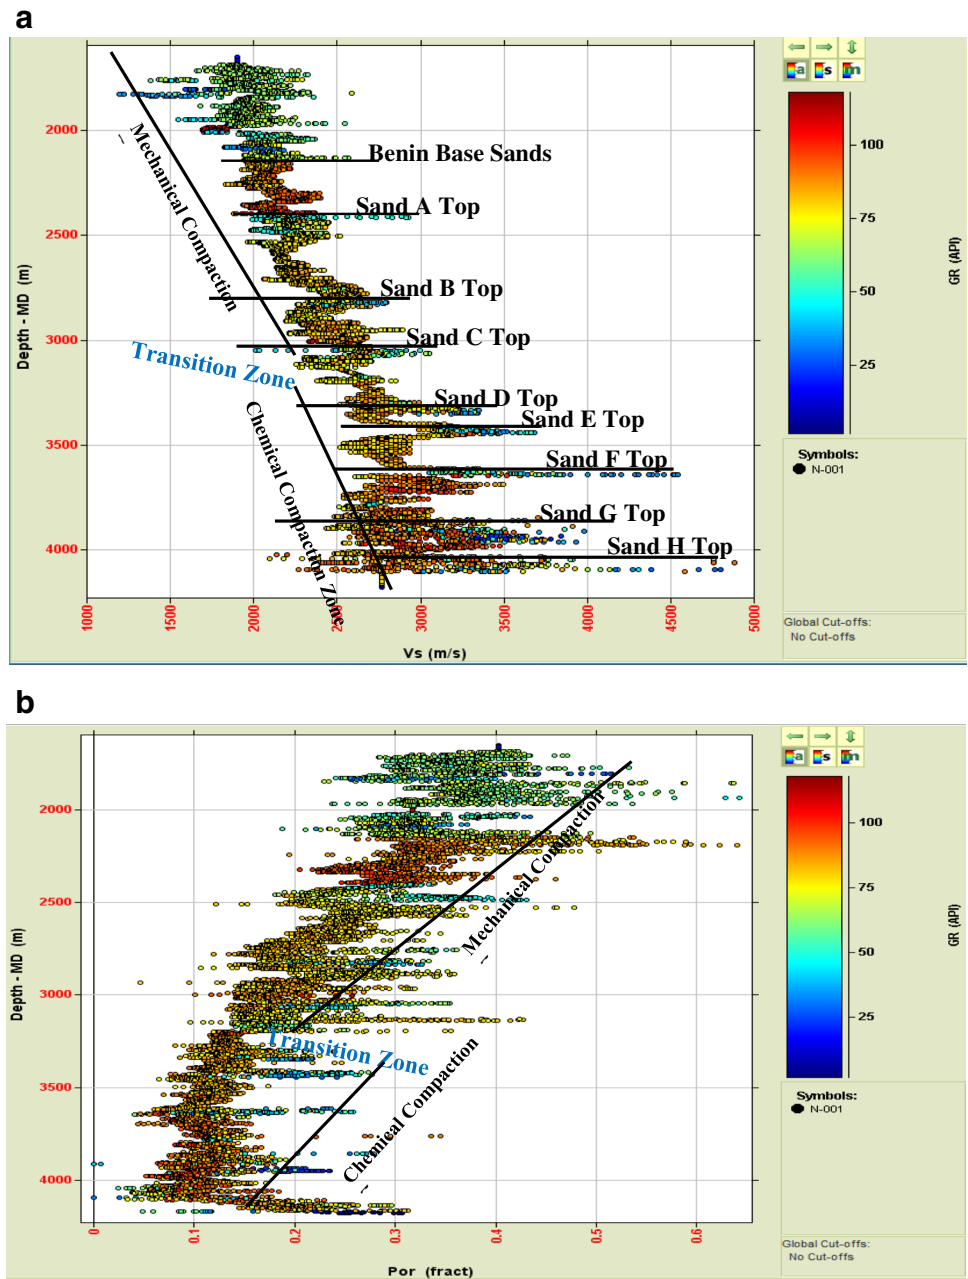 a
2000
2500
3000
3500
4000
Depth - MD (m)
1000
1500
2000
2500
3000
3500
4000
4500
5000
Vs (m/s)
Mechanical Compaction
Transition Zone
Chemical Compaction Zone
Benin Base Sands
Sand A Top
Sand B Top
Sand C Top
Sand D Top
Sand E Top
Sand F Top
Sand G Top
Sand H Top
a
s
m
100
75
50
25
GR (API)
Symbols:
N-001
Global Cut-offs:
No Cut-offs
b
2000
2500
3000
3500
4000
Depth - MD (m)
0
0.1
0.2
0.3
0.4
0.5
0.6
Por (fract)
Mechanical Compaction
Transition Zone
Chemical Compaction
a
s
m
100
75
50
25
GR (API)
Symbols:
N-001
Global Cut-offs:
No Cut-offs